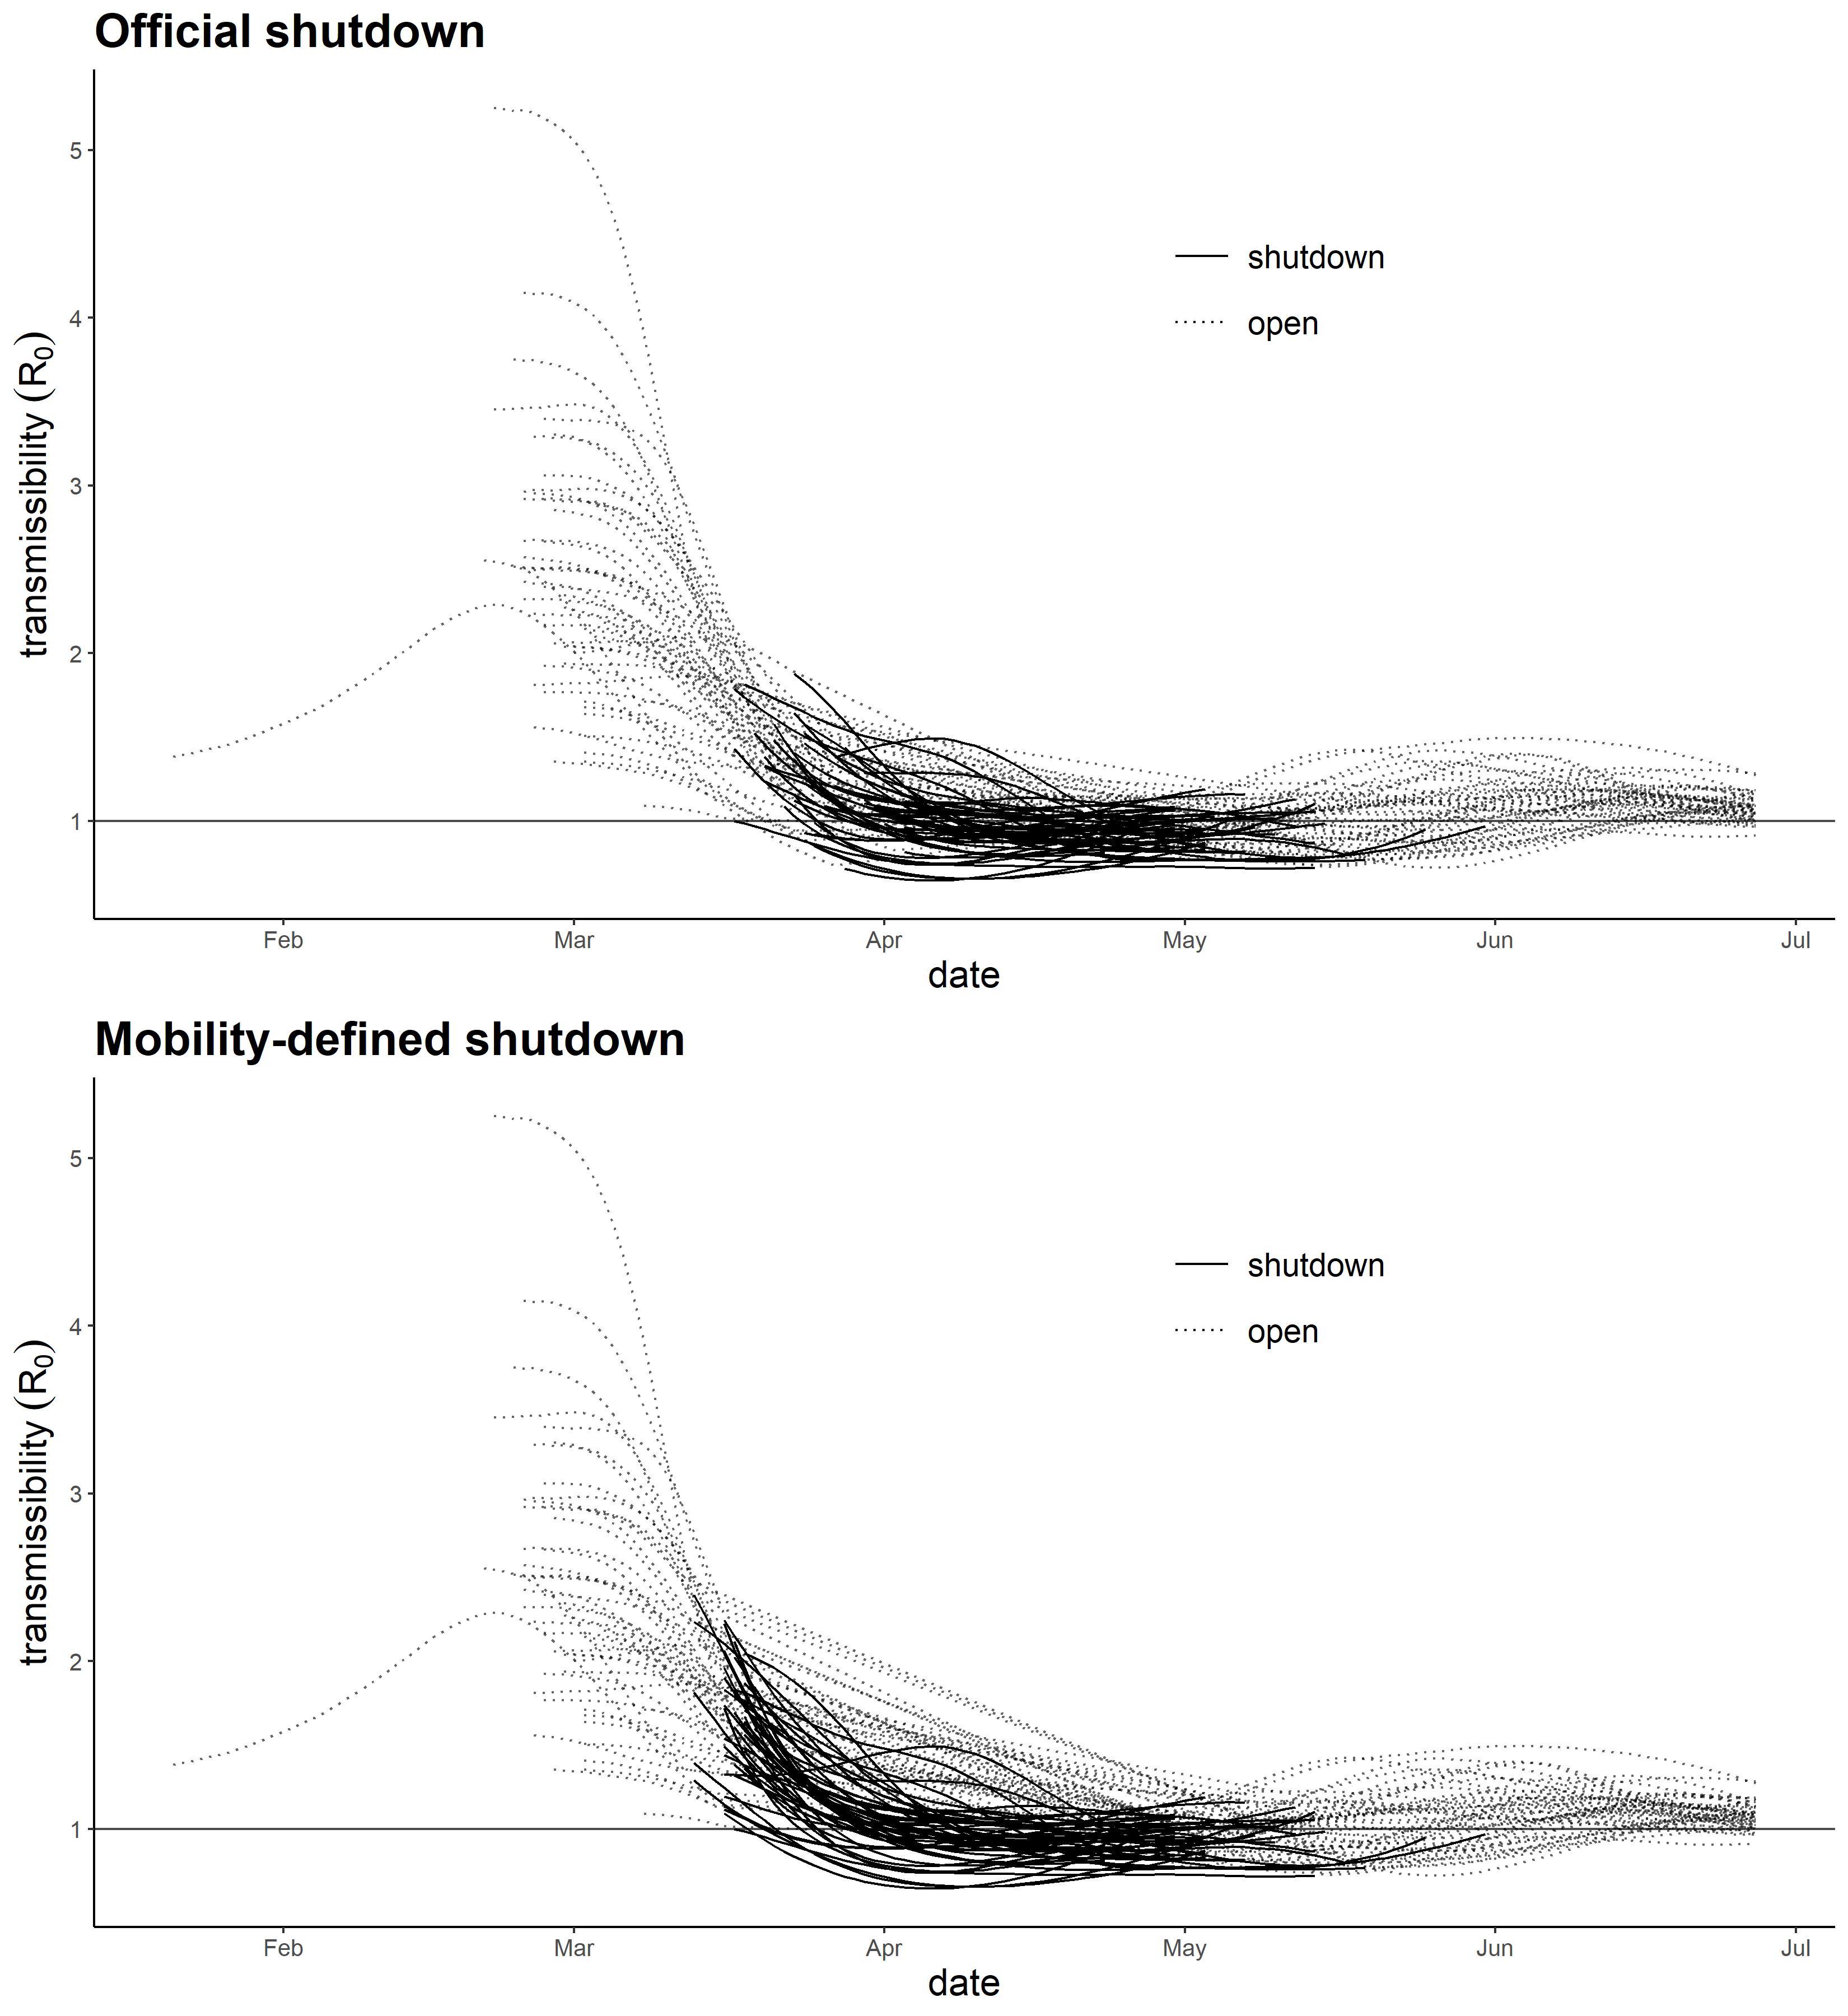 Official shutdown
transmissibility (R₀)
5
4
3
2
1
shutdown
open
Feb Mar Apr May Jun Jul
date
Mobility-defined shutdown
transmissibility (R₀)
5
4
3
2
1
shutdown
open
Feb Mar Apr May Jun Jul
date